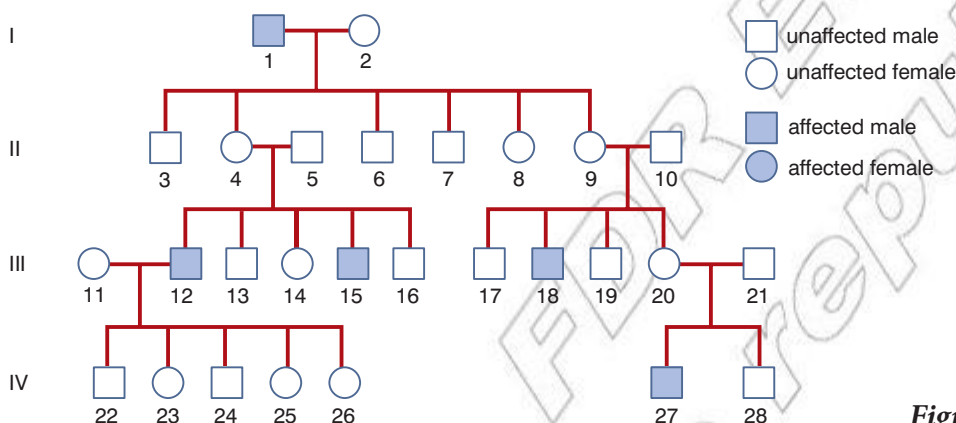 I
1 2
unaffected male
unaffected female
affected male
affected female
II
3 4 5 6 7 8 9 10
III
11 12 13 14 15 16 17 18 19 20 21
IV
22 23 24 25 26 27 28
FDR